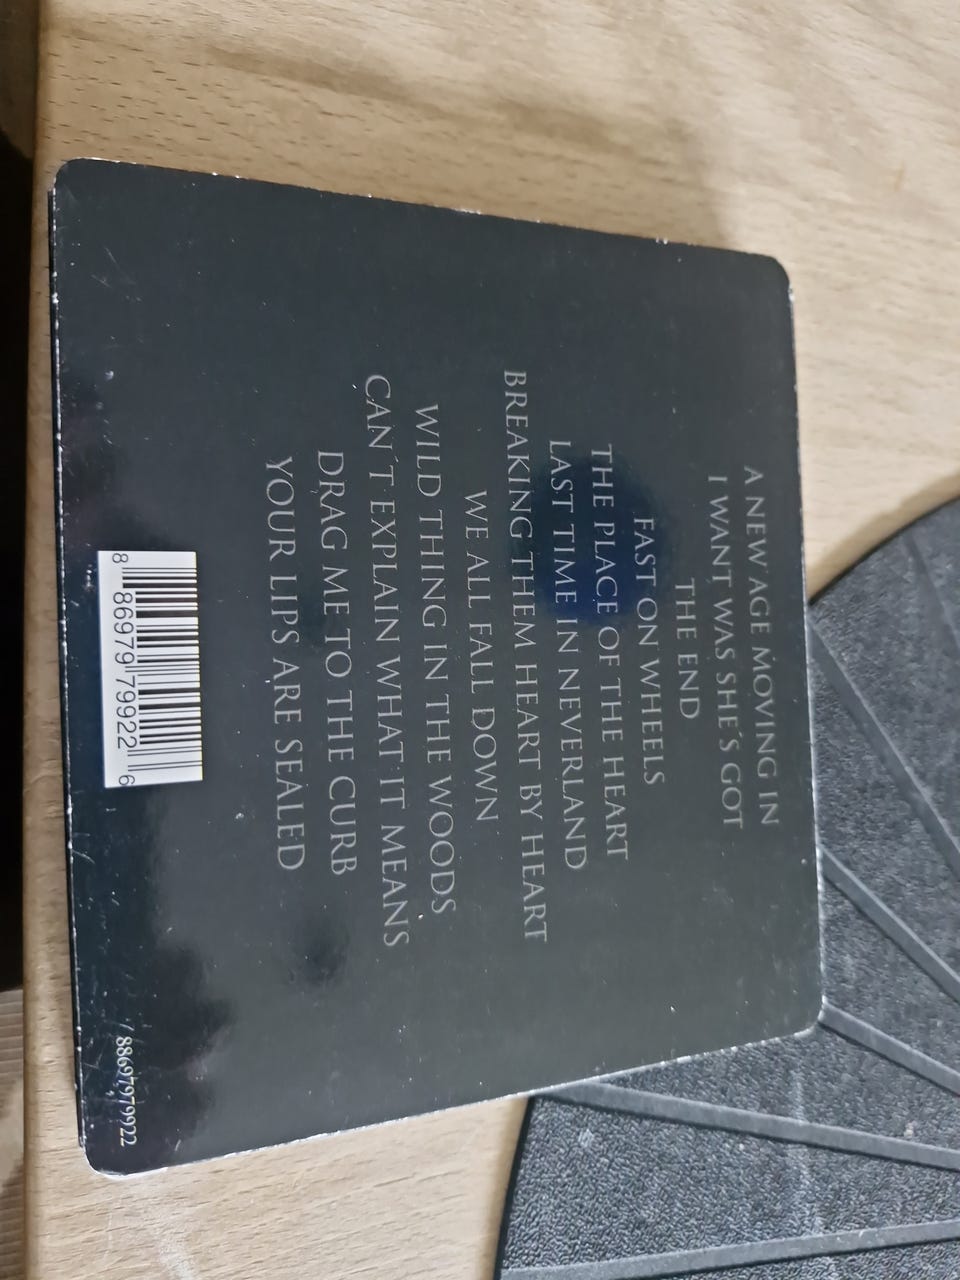 A NEW AGE MOVING IN
I WANT WAS SHE´S GOT
THE END
FAST ON WHEELS
THE PLACE OF THE HEART
LAST TIME IN NEVERLAND
BREAKING THEM HEART BY HEART
WE ALL FALL DOWN
WILD THING IN THE WOODS
CAN´T EXPLAIN WHAT IT MEANS
DRAG ME TO THE CURB
YOUR LIPS ARE SEALED
8 86979 79922 6
88697979922